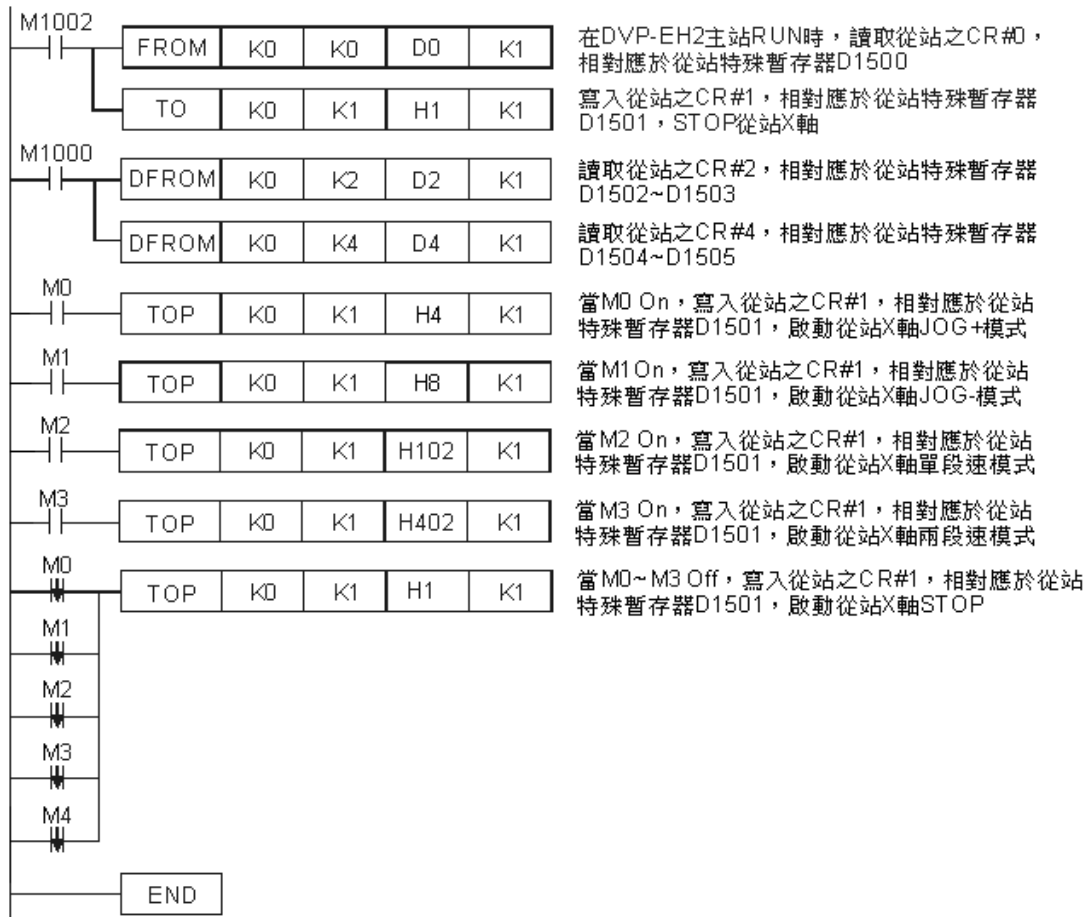 M1002
FROM K0 K0 D0 K1
在DVP-EH2主站RUN時，讀取從站之CR#0，
相對應於從站特殊暫存器D1500
TO K0 K1 H1 K1
寫入從站之CR#1，相對應於從站特殊暫存器
D1501，STOP從站X軸
M1000
DFROM K0 K2 D2 K1
讀取從站之CR#2，相對應於從站特殊暫存器
D1502~D1503
DFROM K0 K4 D4 K1
讀取從站之CR#4，相對應於從站特殊暫存器
D1504~D1505
M0
TOP K0 K1 H4 K1
當M0 On，寫入從站之CR#1，相對應於從站
特殊暫存器D1501，啟動從站X軸JOG+模式
M1
TOP K0 K1 H8 K1
當M1On，寫入從站之CR#1，相對應於從站
特殊暫存器D1501，啟動從站X軸JOG-模式
M2
TOP K0 K1 H102 K1
當M2 On，寫入從站之CR#1，相對應於從站
特殊暫存器D1501，啟動從站X軸單段速模式
M3
TOP K0 K1 H402 K1
當M3 On，寫入從站之CR#1，相對應於從站
特殊暫存器D1501，啟動從站X軸兩段速模式
M0
TOP K0 K1 H1 K1
當M0~M3 Off，寫入從站之CR#1，相對應於從站
特殊暫存器D1501，啟動從站X軸STOP
M1
M2
M3
M4
END